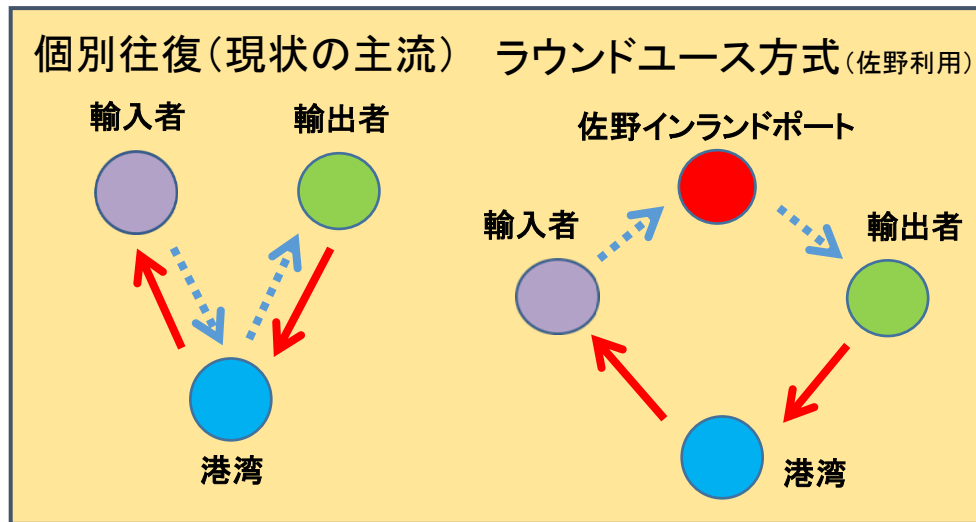 個別往復(現状の主流)
輸入者
輸出者
港湾
ラウンドユース方式(佐野利用)
佐野インランドポート
輸入者
輸出者
港湾